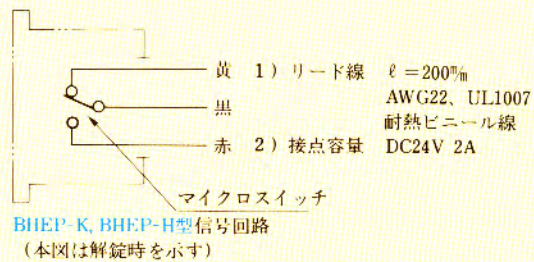 黄 1)リード線 ℓ=200㎜
黒 AWG22、UL1007
耐熱ビニール線
赤 2)接点容量 DC24V 2A
マイクロスイッチ
BHEP-K, BHEP-H型信号回路
(本図は解錠時を示す)